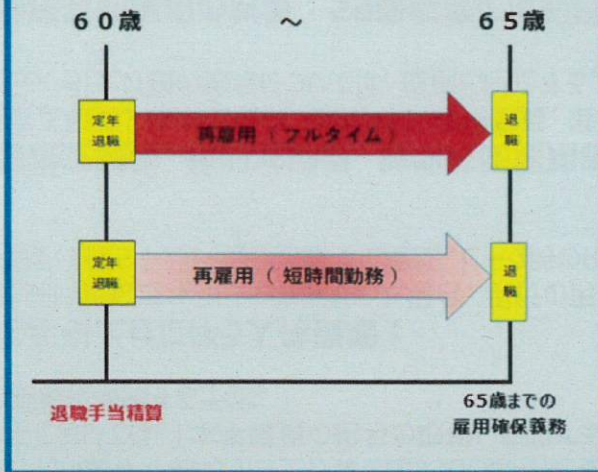 60歳 ～ 65歳
定年
退職
再雇用（フルタイム）
退
職
定年
退職
再雇用（短時間勤務）
退
職
退職手当精算
65歳までの
雇用確保義務